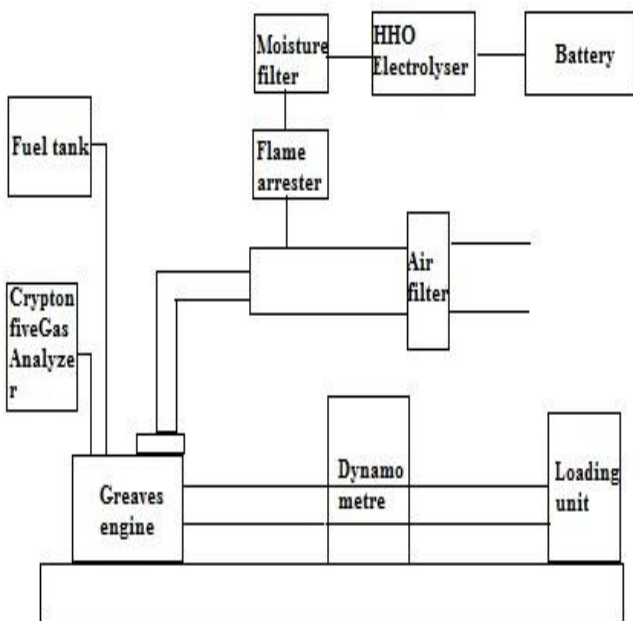 Moisture
filter
HHO
Electrolyser
Battery
Fuel tank
Flame
arrester
Air
filter
Crypton
fiveGas
Analyze
r
Greaves
engine
Dynamo
metre
Loading
unit